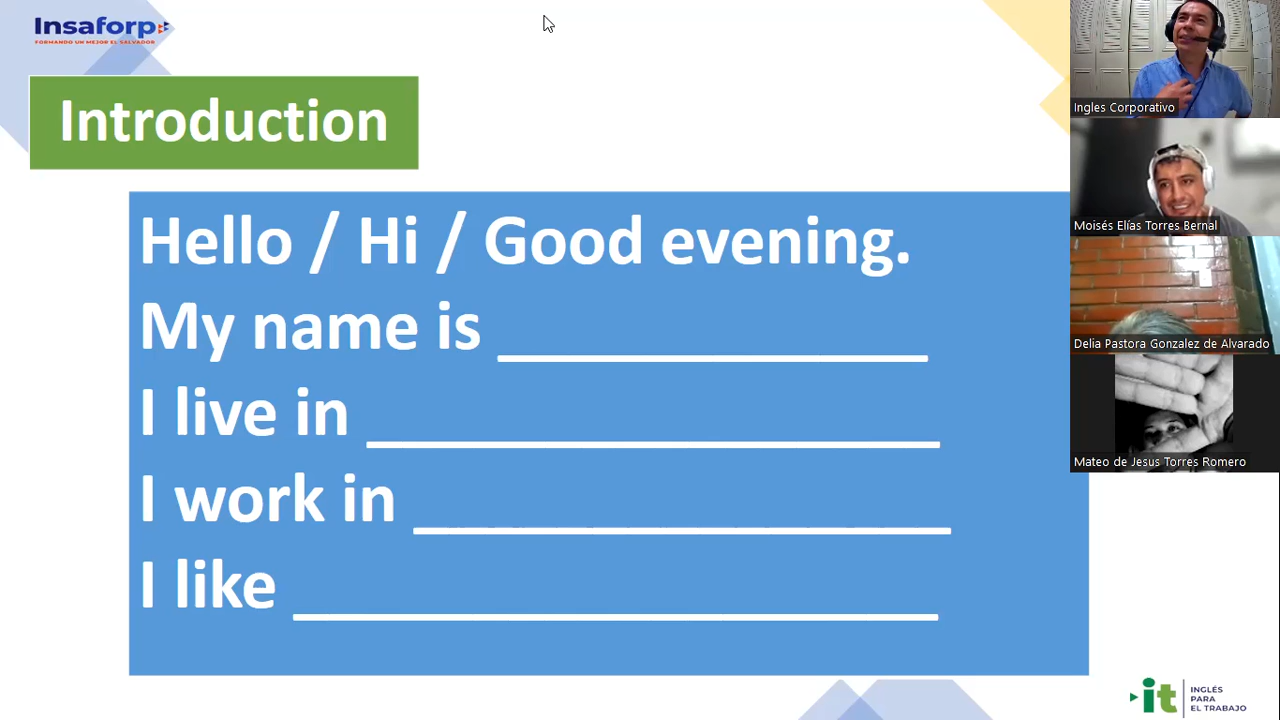 Insaforp
FORMANDO UN MEJOR EL SALVADOR
Introduction
Hello / Hi / Good evening.
My name is _______________
I live in ____________________
I work in ___________________
I like _______________________
Ingles Corporativo
Moisés Elías Torres Bernal
Delia Pastora Gonzalez de Alvarado
Mateo de Jesus Torres Romero
it
INGLÉS
PARA
EL TRABAJO